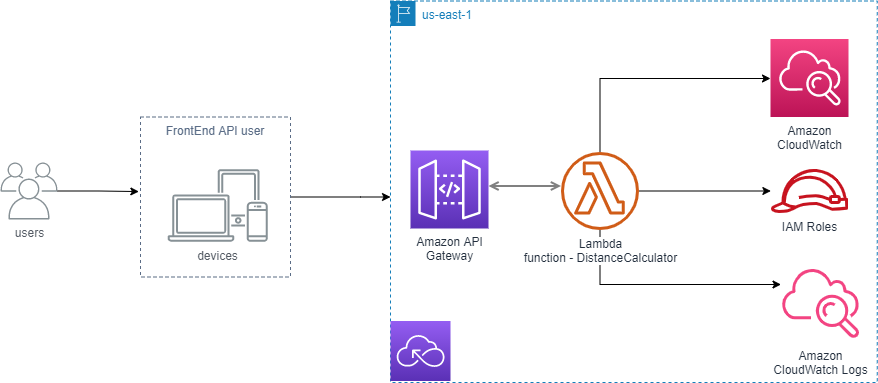 us-east-1
FrontEnd API user
users
devices
Amazon API
Gateway
Lambda
function - DistanceCalculator
Amazon
CloudWatch
IAM Roles
Amazon
CloudWatch Logs